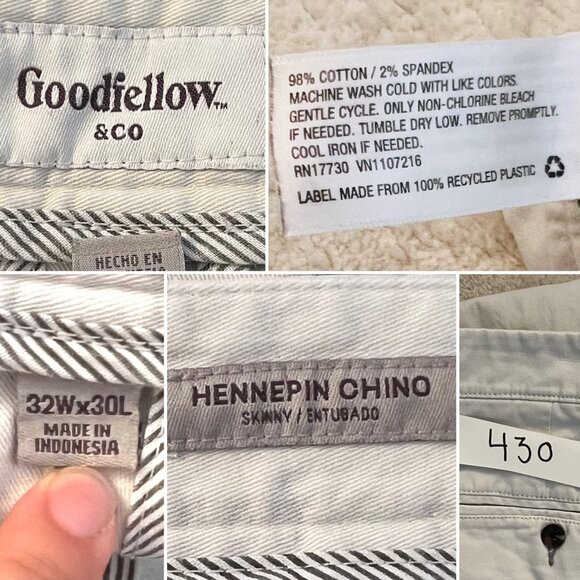 Goodfellow™
&CO
HECHO EN
98% COTTON / 2% SPANDEX
MACHINE WASH COLD WITH LIKE COLORS.
GENTLE CYCLE. ONLY NON-CHLORINE BLEACH
IF NEEDED. TUMBLE DRY LOW. REMOVE PROMPTLY.
COOL IRON IF NEEDED.
RN17730 VN1107216
LABEL MADE FROM 100% RECYCLED PLASTIC
32Wx30L
MADE IN
INDONESIA
HENNEPIN CHINO
SKINNY / ENTUBADO
430